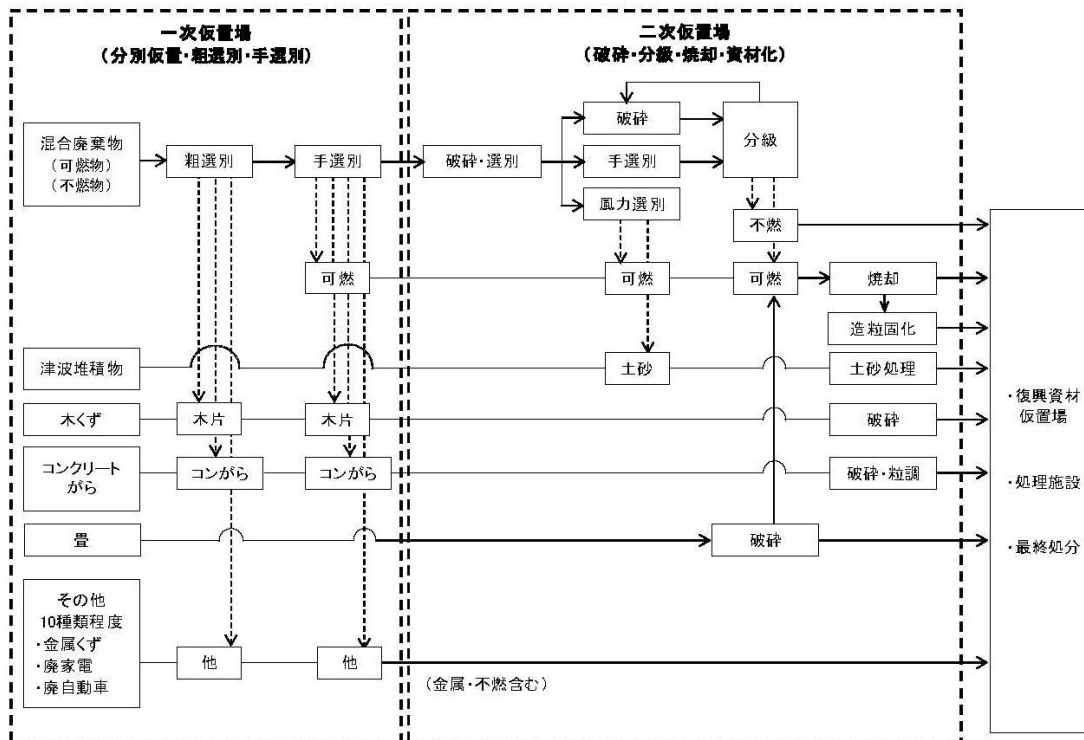 一次仮置場
(分別仮置・粗選別・手選別)
二次仮置場
(破砕・分級・焼却・資材化)
混合廃棄物
(可燃物)
(不燃物)
粗選別
手選別
破砕・選別
破砕
手選別
風力選別
分級
不燃
可燃
可燃
可燃
焼却
造粒固化
津波堆積物
土砂
土砂処理
木くず
木片
木片
破砕
コンクリート
がら
コンがら
コンがら
破砕・粒調
畳
破砕
その他
10種類程度
・金属くず
・廃家電
・廃自動車
他
他
(金属・不燃含む)
・復興資材
仮置場
・処理施設
・最終処分